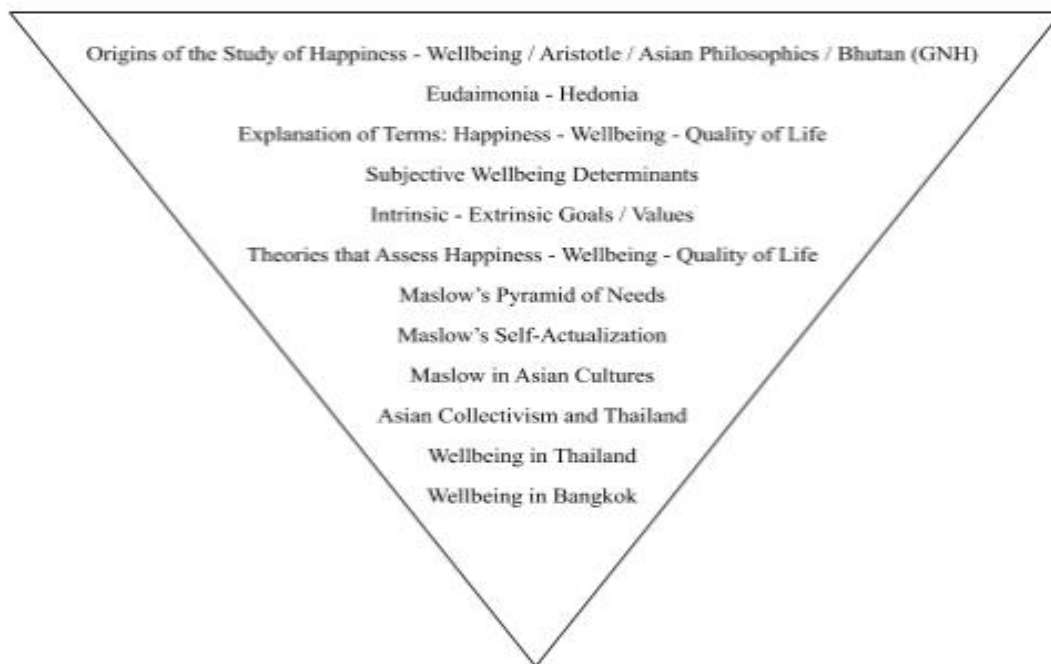 Origins of the Study of Happiness - Wellbeing / Aristotle / Asian Philosophies / Bhutan (GNH)
Eudaimonia - Hedonia
Explanation of Terms: Happiness - Wellbeing - Quality of Life
Subjective Wellbeing Determinants
Intrinsic - Extrinsic Goals / Values
Theories that Assess Happiness - Wellbeing - Quality of Life
Maslow’s Pyramid of Needs
Maslow’s Self-Actualization
Maslow in Asian Cultures
Asian Collectivism and Thailand
Wellbeing in Thailand
Wellbeing in Bangkok